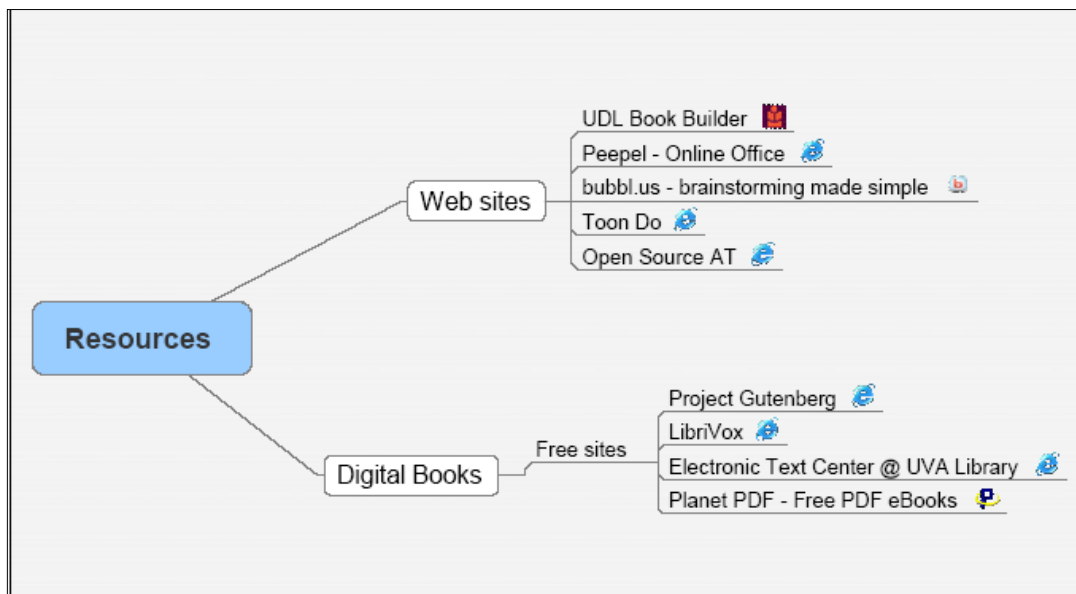 UDL Book Builder
Peepel - Online Office
Web sites
bubbl.us - brainstorming made simple
Toon Do
Open Source AT
Resources
Project Gutenberg
LibriVox
Free sites
Digital Books
Electronic Text Center @ UVA Library
Planet PDF - Free PDF eBooks